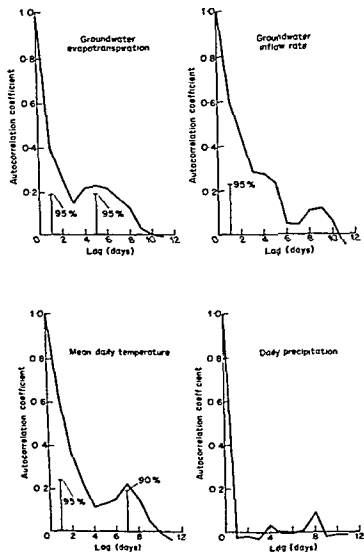 Groundwater
evapotranspiration
1·0
0·8
0·6
0·4
0·2
Autocorrelation coefficient
95%
95%
0 2 4 6 8 10 12
Lag (days)
Groundwater
inflow rate
1·0
0·8
0·6
0·4
0·2
Autocorrelation coefficient
95%
0 2 4 6 8 10 12
Lag (days)
Mean daily temperature
1·0
0·8
0·6
0·4
0·2
Autocorrelation coefficient
95%
90%
0 2 4 6 8 10 12
Lag (days)
Daily precipitation
1·0
0·8
0·6
0·4
0·2
Autocorrelation coefficient
0 2 4 6 8 10 12
Lag (days)